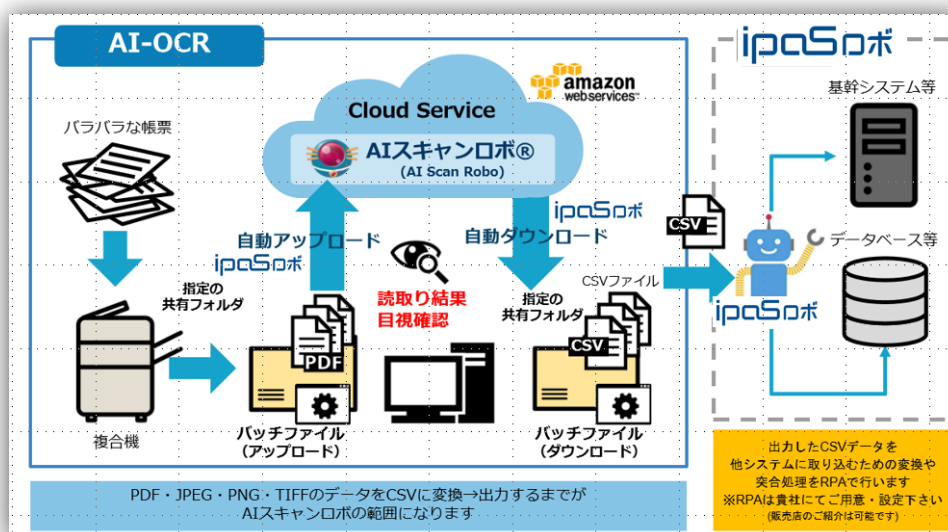 AI-OCR
ipaSロボ
amazon
webservices™
Cloud Service
AIスキャンロボ®
(AI Scan Robo)
バラバラな帳票
基幹システム等
自動アップロード
ipaSロボ
ipaSロボ
自動ダウンロード
CSV
データベース等
指定の
共有フォルダ
読取り結果
目視確認
指定の
共有フォルダ
CSVファイル
ipaSロボ
PDF
CSV
複合機
バッチファイル
（アップロード）
バッチファイル
（ダウンロード）
PDF・JPEG・PNG・TIFFのデータをCSVに変換→出力するまでが
AIスキャンロボの範囲になります
出力したCSVデータを
他システムに取り込むための変換や
突合処理をRPAで行います
※RPAは貴社にてご用意・設定下さい
(販売店のご紹介は可能です)